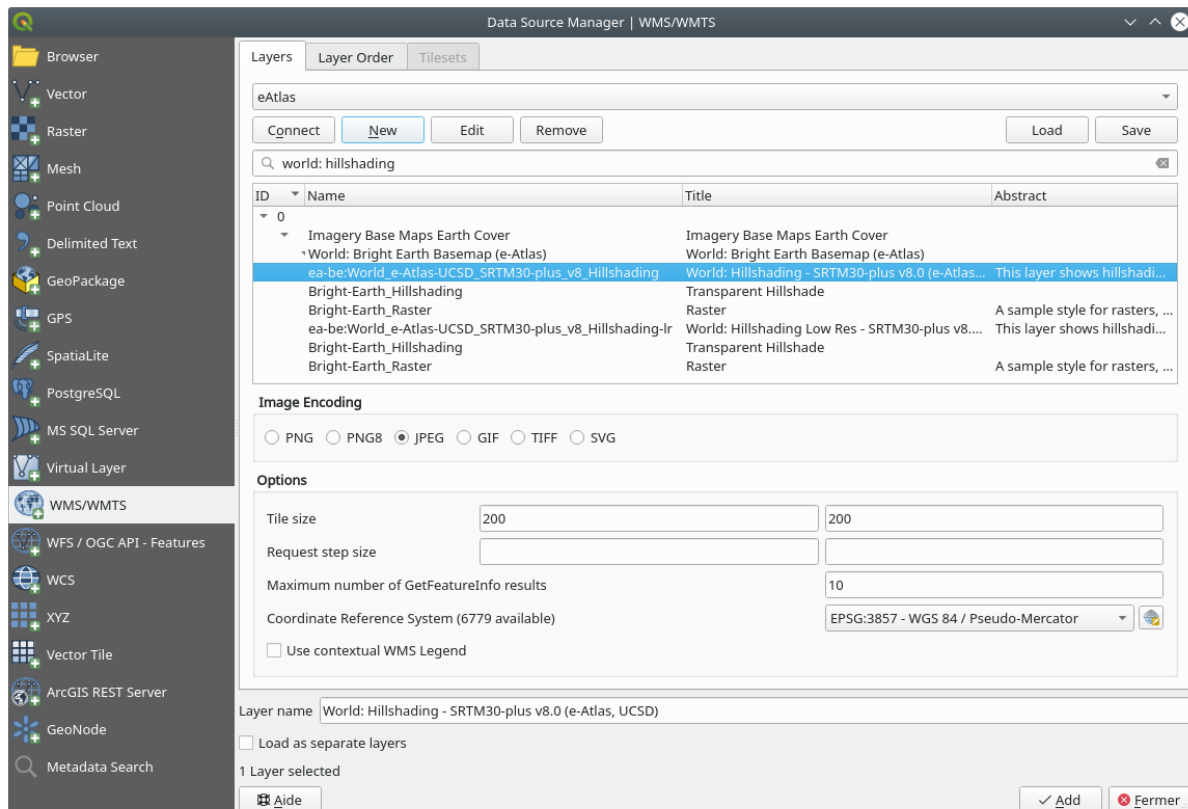 Data Source Manager | WMS/WMTS
Browser
Vector
Raster
Mesh
Point Cloud
Delimited Text
GeoPackage
GPS
SpatiaLite
PostgreSQL
MS SQL Server
Virtual Layer
WMS/WMTS
WFS / OGC API - Features
WCS
XYZ
Vector Tile
ArcGIS REST Server
GeoNode
Metadata Search
Layers Layer Order Tilesets
eAtlas
Connect New Edit Remove Load Save
world: hillshading
ID Name Title Abstract
0
Imagery Base Maps Earth Cover Imagery Base Maps Earth Cover
World: Bright Earth Basemap (e-Atlas) World: Bright Earth Basemap (e-Atlas)
ea-be:World_e-Atlas-UCSD_SRTM30-plus_v8_Hillshading World: Hillshading - SRTM30-plus v8.0 (e-Atlas... This layer shows hillshadi...
Bright-Earth_Hillshading Transparent Hillshade
Bright-Earth_Raster Raster A sample style for rasters, ...
ea-be:World_e-Atlas-UCSD_SRTM30-plus_v8_Hillshading-lr World: Hillshading Low Res - SRTM30-plus v8.... This layer shows hillshadi...
Bright-Earth_Hillshading Transparent Hillshade
Bright-Earth_Raster Raster A sample style for rasters, ...
Image Encoding
PNG PNG8 JPEG GIF TIFF SVG
Options
Tile size 200 200
Request step size
Maximum number of GetFeatureInfo results 10
Coordinate Reference System (6779 available) EPSG:3857 - WGS 84 / Pseudo-Mercator
Use contextual WMS Legend
Layer name World: Hillshading - SRTM30-plus v8.0 (e-Atlas, UCSD)
Load as separate layers
1 Layer selected
Aide Add Fermer